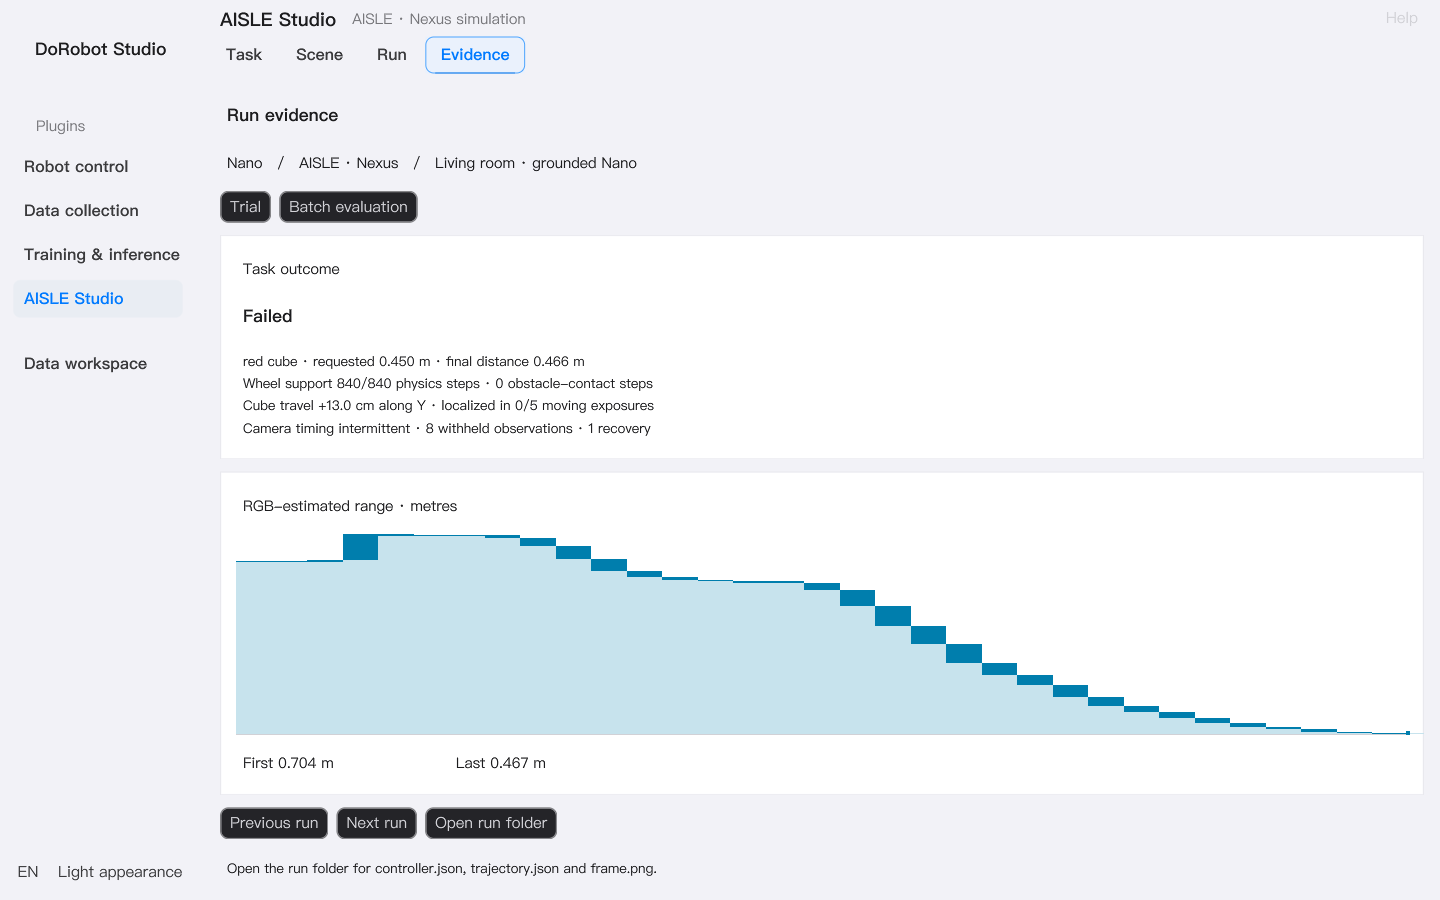 DoRobot Studio
Plugins
Robot control
Data collection
Training & inference
AISLE Studio
Data workspace
EN Light appearance
AISLE Studio AISLE · Nexus simulation
Help
Task Scene Run Evidence
Run evidence
Nano / AISLE · Nexus / Living room · grounded Nano
Trial Batch evaluation
Task outcome
Failed
red cube · requested 0.450 m · final distance 0.466 m
Wheel support 840/840 physics steps · 0 obstacle-contact steps
Cube travel +13.0 cm along Y · localized in 0/5 moving exposures
Camera timing intermittent · 8 withheld observations · 1 recovery
RGB-estimated range · metres
First 0.704 m Last 0.467 m
Previous run Next run Open run folder
Open the run folder for controller.json, trajectory.json and frame.png.